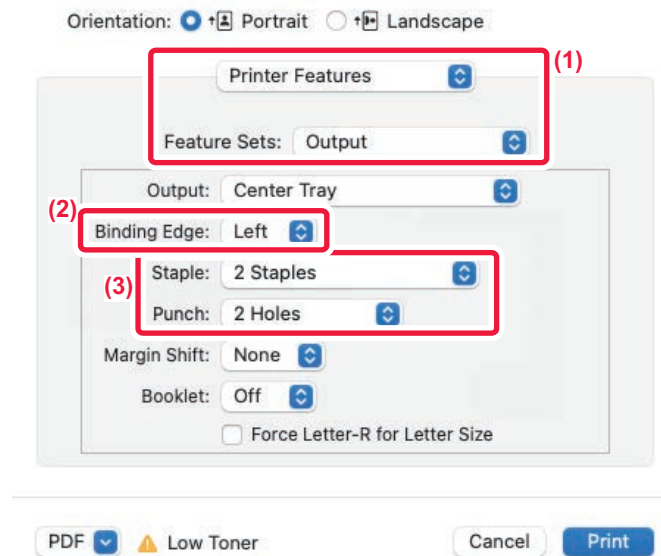 Orientation: Portrait Landscape
(1)
Printer Features
Feature Sets: Output
Output: Center Tray
(2)
Binding Edge: Left
(3)
Staple: 2 Staples
Punch: 2 Holes
Margin Shift: None
Booklet: Off
Force Letter-R for Letter Size
PDF Low Toner Cancel Print